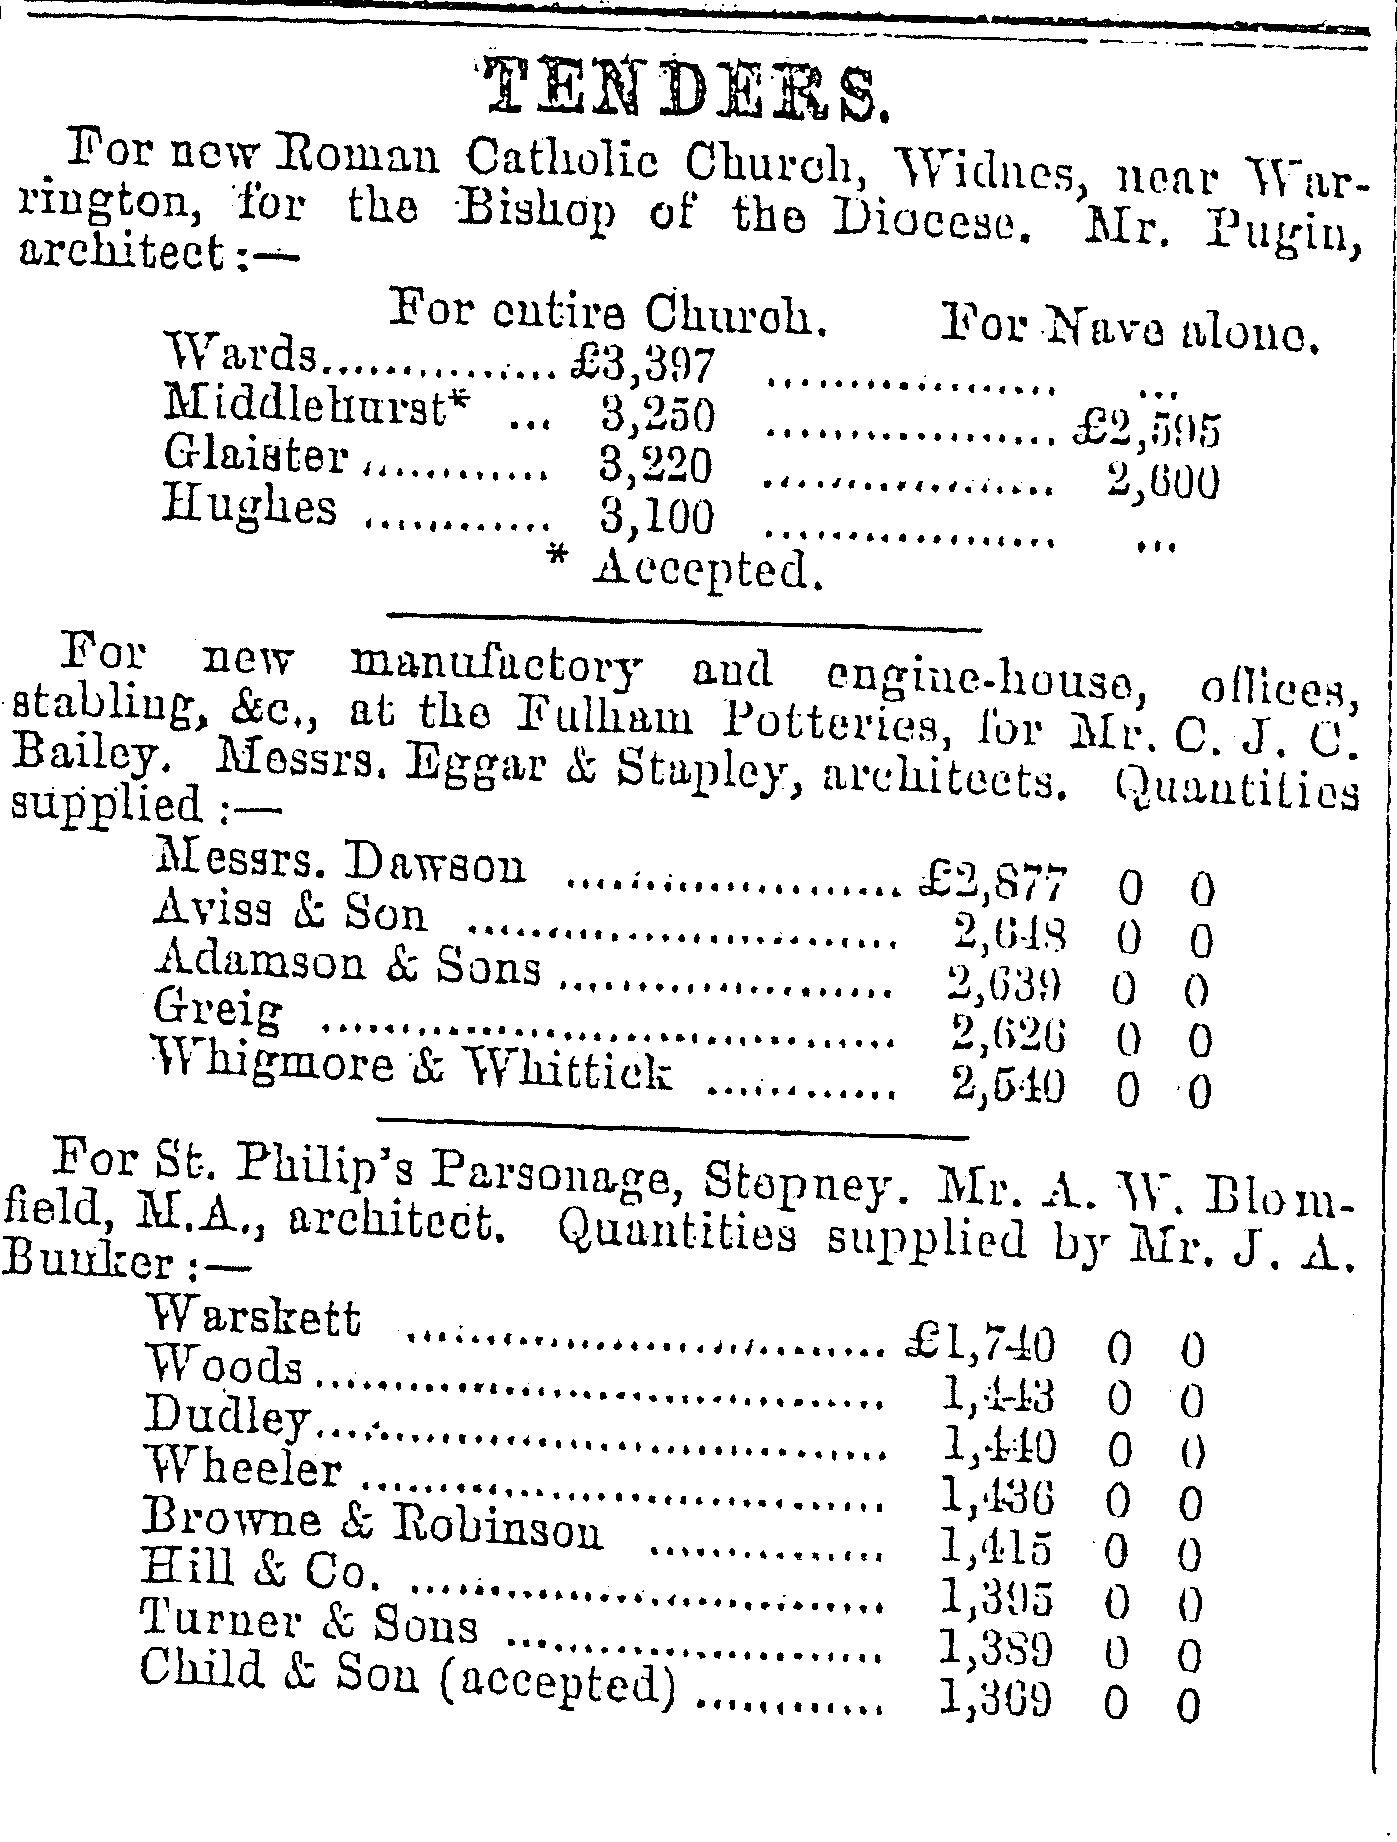 TENDERS.
For new Roman Catholic Church, Widnes, near War-
rington, for the Bishop of the Diocese. Mr. Pugin,
architect :—
For entire Church. For Nave alone.
Wards............... £3,397 .................. ...
Middlehurst* ... 3,250 .................. £2,595
Glaister ............ 3,220 .................. 2,600
Hughes ............ 3,100 .................. ...
* Accepted.
For new manufactory and engine-house, offices,
stabling, &c., at the Fulham Potteries, for Mr. C. J. C.
Bailey. Messrs. Eggar & Stapley, architects. Quantities
supplied :—
Messrs. Dawson ..................... £2,877 0 0
Aviss & Son ........................... 2,648 0 0
Adamson & Sons ..................... 2,639 0 0
Greig .................................... 2,626 0 0
Whigmore & Whittick ............ 2,540 0 0
For St. Philip's Parsonage, Stepney. Mr. A. W. Blom-
field, M.A., architect. Quantities supplied by Mr. J. A.
Bunker :—
Warskett .............................. £1,740 0 0
Woods.................................... 1,443 0 0
Dudley.................................... 1,440 0 0
Wheeler ................................. 1,436 0 0
Browne & Robinson ............... 1,415 0 0
Hill & Co. .............................. 1,395 0 0
Turner & Sons ........................ 1,389 0 0
Child & Son (accepted) ............ 1,369 0 0